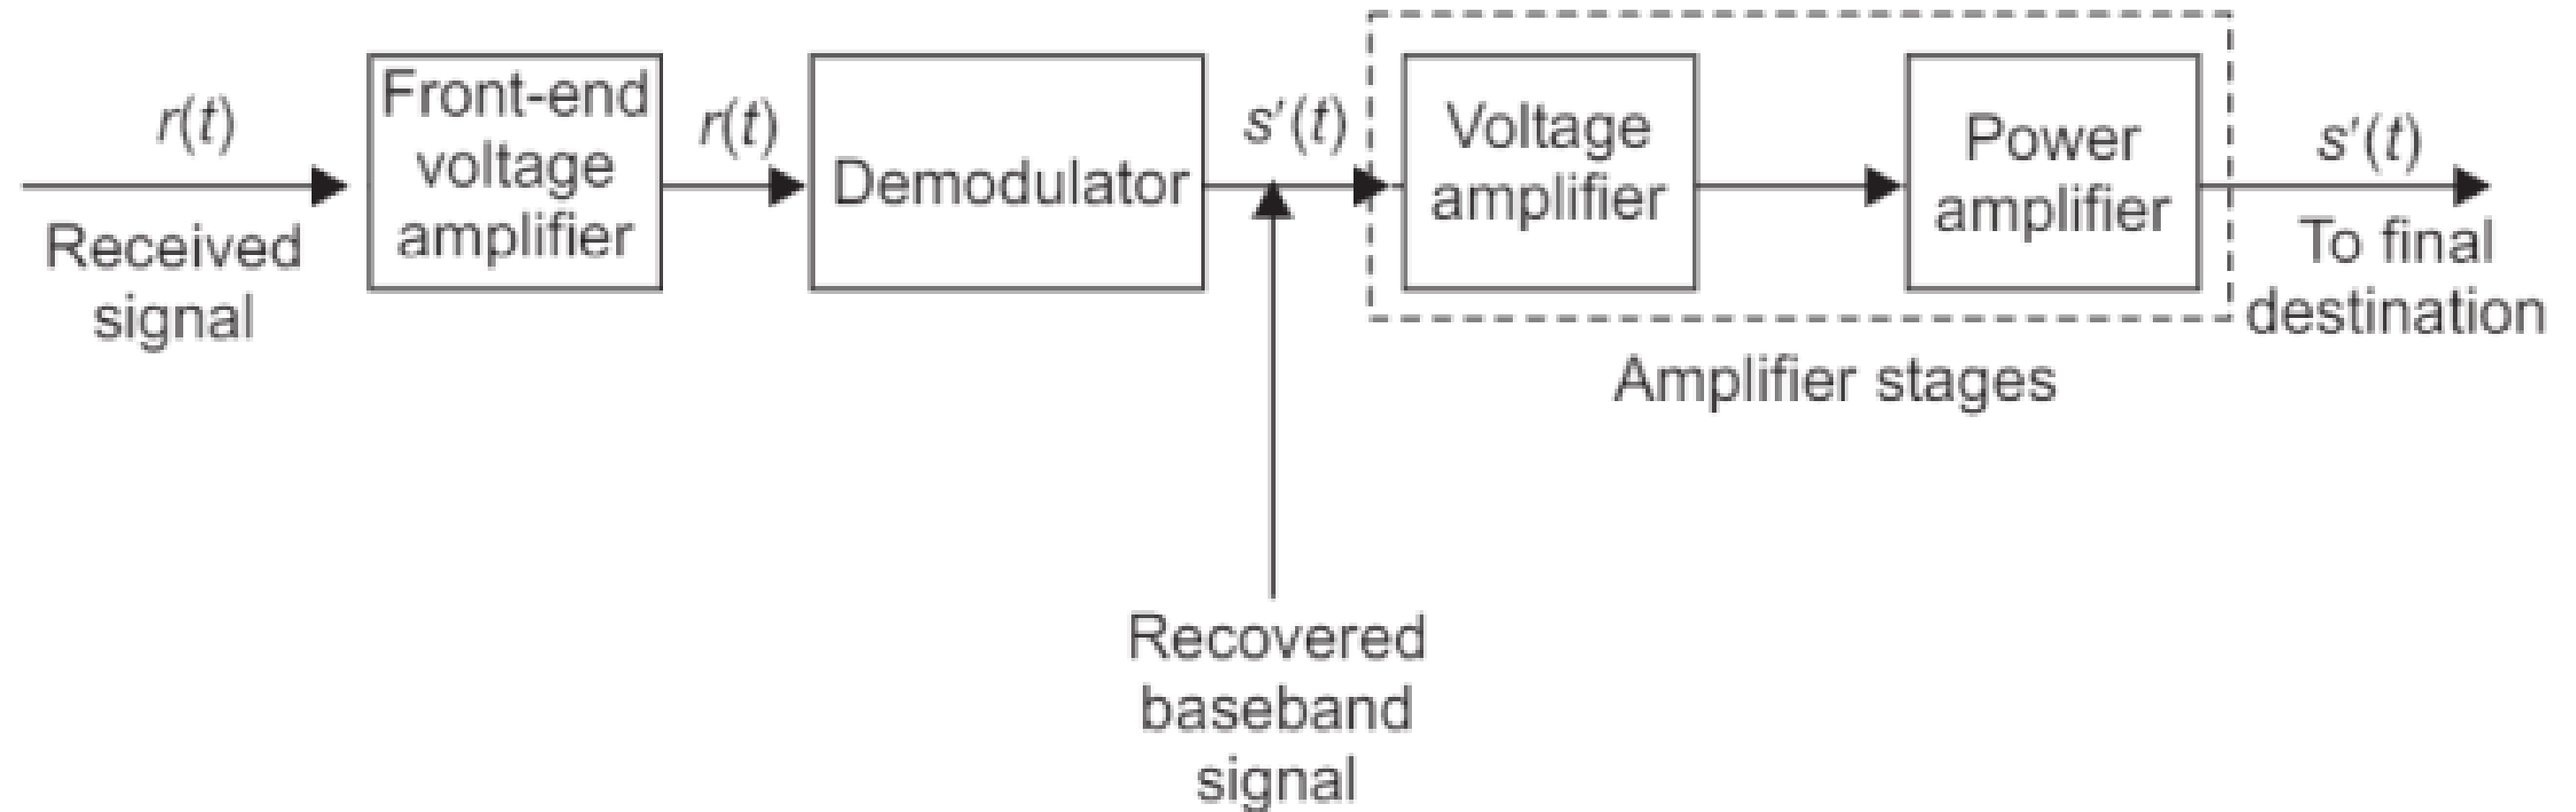 r(t)
Received
signal
Front-end
voltage
amplifier
r(t)
Demodulator
s′(t)
Recovered
baseband
signal
Voltage
amplifier
Power
amplifier
Amplifier stages
s′(t)
To final
destination